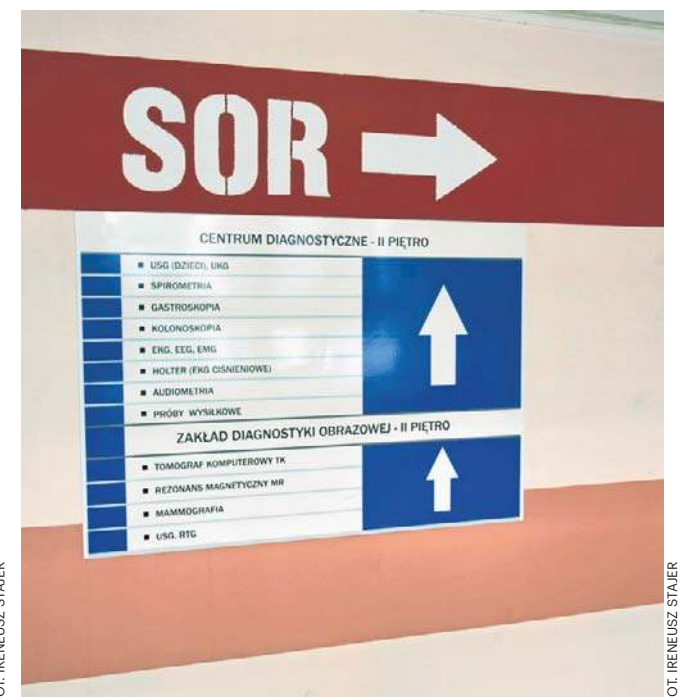 SOR
CENTRUM DIAGNOSTYCZNE - II PIĘTRO
USG (DZIECI), UKG
SPIROMETRIA
GASTROSKOPIA
KOLONOSKOPIA
EKG, EEG, EMG
HOLTER (EKG CIŚNIENIOWE)
AUDIOMETRIA
PRÓBY WYSIŁKOWE
ZAKŁAD DIAGNOSTYKI OBRAZOWEJ - II PIĘTRO
TOMOGRAF KOMPUTEROWY TK
REZONANS MAGNETYCZNY MR
MAMMOGRAFIA
USG, RTG
OT. IRENEUSZ STAJER
OT. IRENEUSZ STAJER